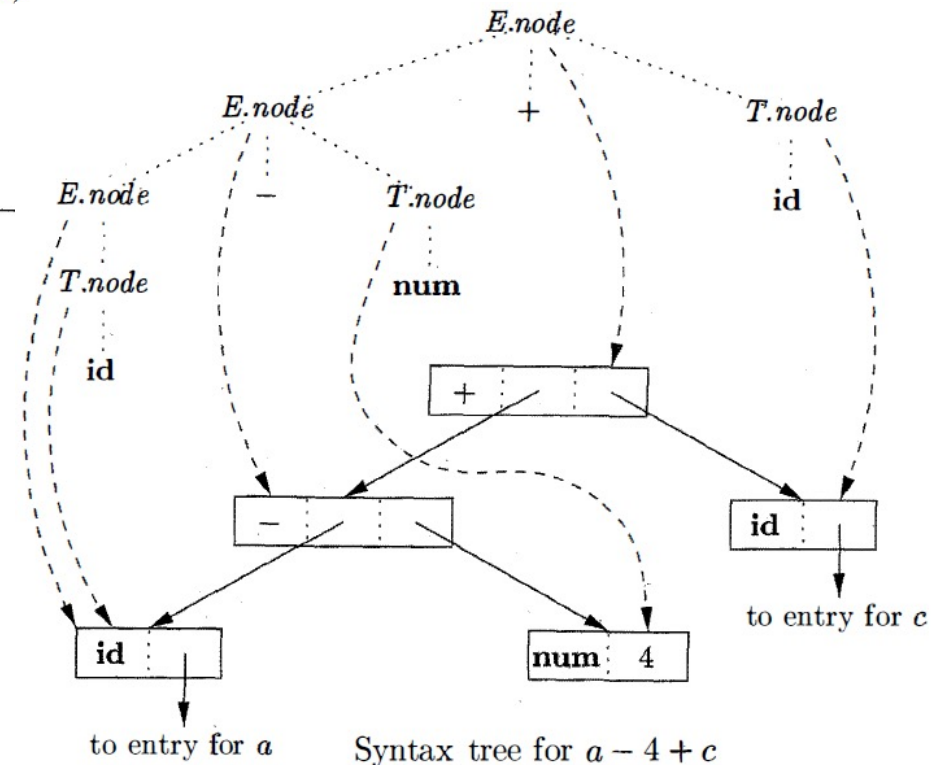 E.node
E.node + T.node
E.node − T.node id
T.node num
id
+
− id
to entry for c
id num 4
to entry for a
Syntax tree for a − 4 + c